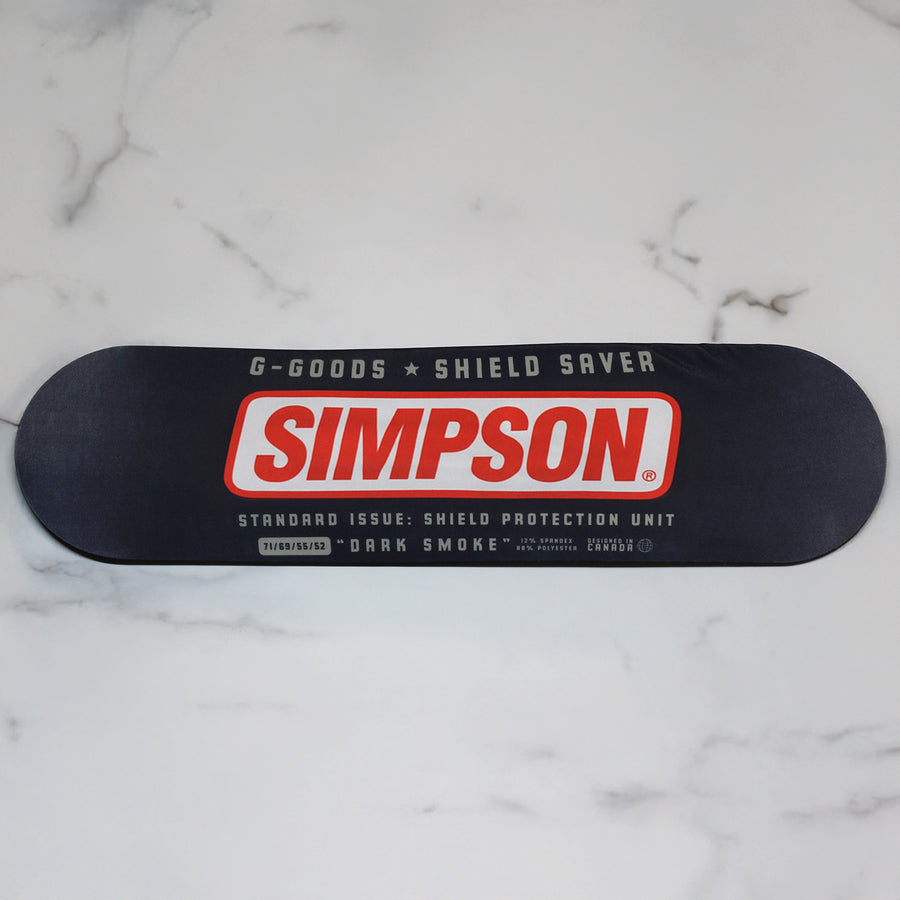 G-GOODS ★ SHIELD SAVER
SIMPSON®
STANDARD ISSUE: SHIELD PROTECTION UNIT
71/69/55/52 "DARK SMOKE" 12% SPANDEX 88% POLYESTER DESIGNED IN CANADA